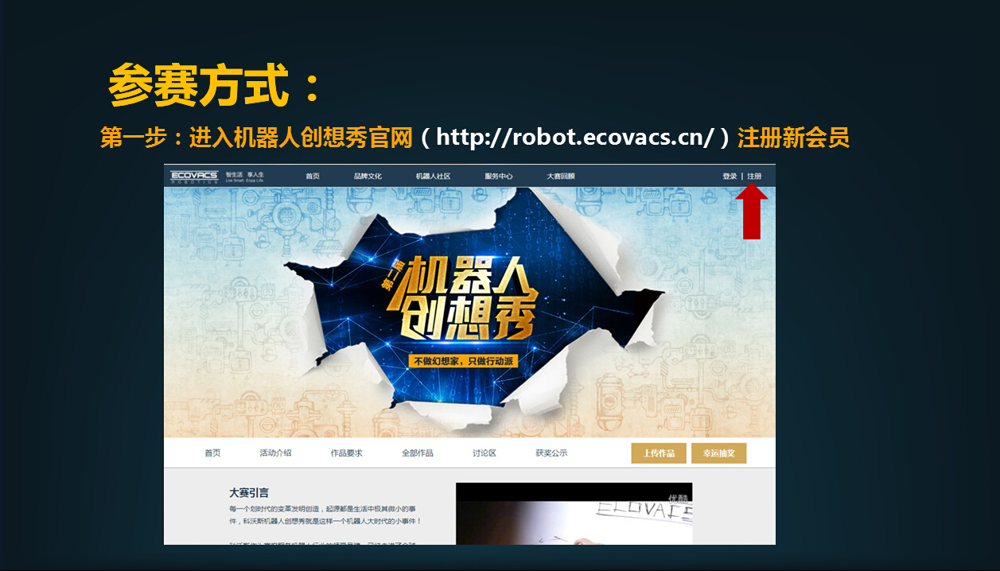 参赛方式：
第一步：进入机器人创想秀官网（http://robot.ecovacs.cn/）注册新会员
ECOVACS 智生活 享人生
ROBOTICS Live Smart. Enjoy Life.
首页 品牌文化 机器人社区 服务中心 大赛回顾 登录 | 注册
第二届
机器人
创想秀
不做幻想家，只做行动派
首页 活动介绍 作品要求 全部作品 讨论区 获奖公示 上传作品 幸运抽奖
大赛引言
每一个划时代的变革发明创造，起源都是生活中极其微小的事
件，科沃斯机器人创想秀就是这样一个机器人大时代的小事件！
优酷
ECOVACS